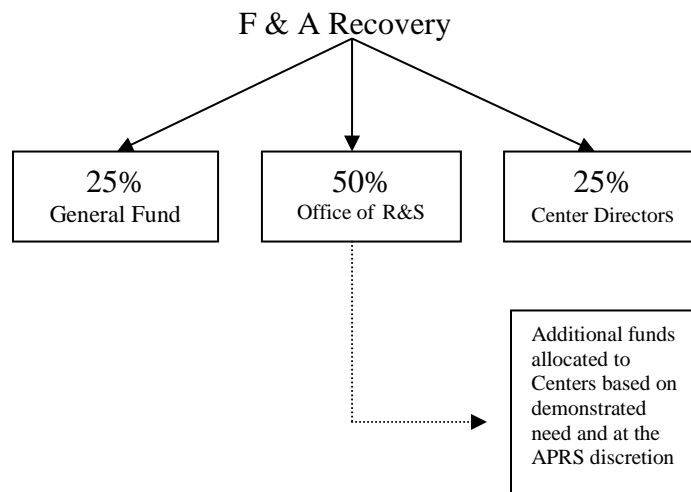 F & A Recovery
25%
General Fund
50%
Office of R&S
25%
Center Directors
Additional funds
allocated to
Centers based on
demonstrated
need and at the
APRS discretion